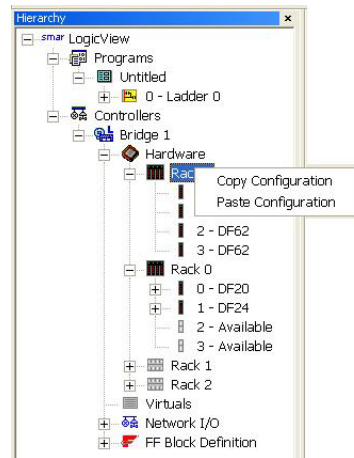 Hierarchy
smar LogicView
Programs
Untitled
0 - Ladder 0
Controllers
Bridge 1
Hardware
Copy Configuration
Paste Configuration
2 - DF62
3 - DF62
Rack 0
0 - DF20
1 - DF24
2 - Available
3 - Available
Rack 1
Rack 2
Virtuals
Network I/O
FF Block Definition